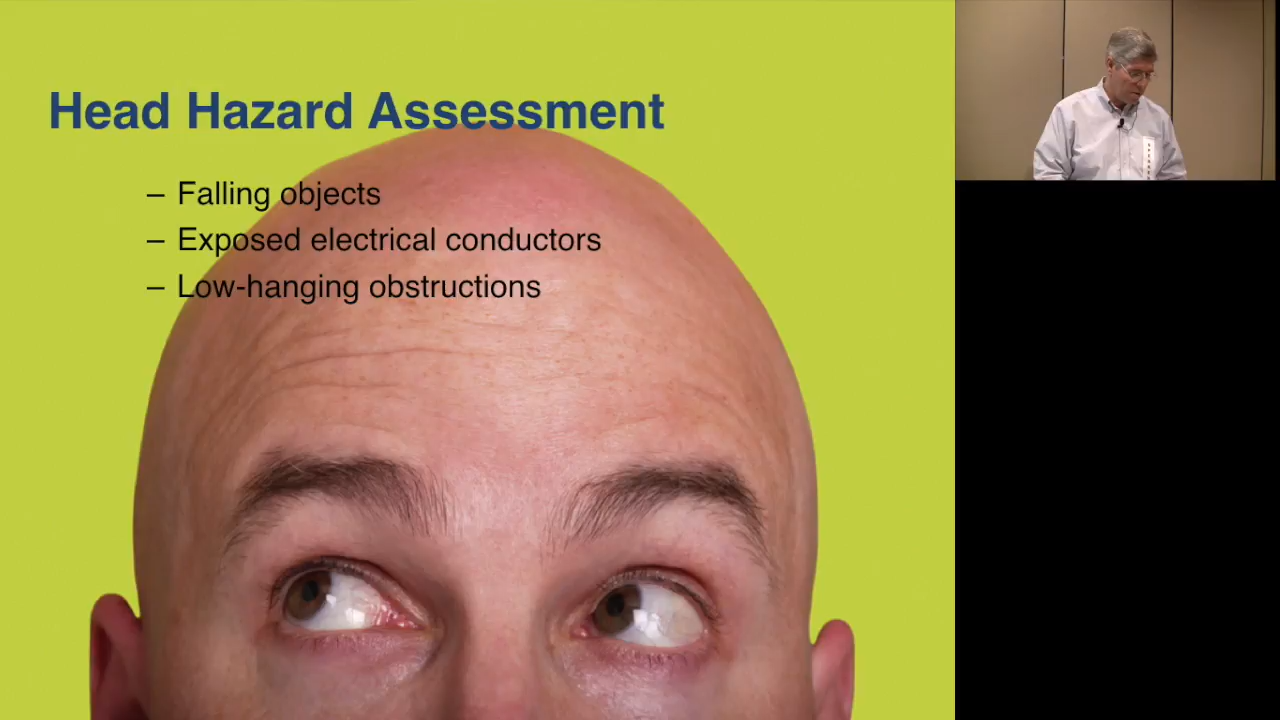 Head Hazard Assessment
– Falling objects
– Exposed electrical conductors
– Low-hanging obstructions